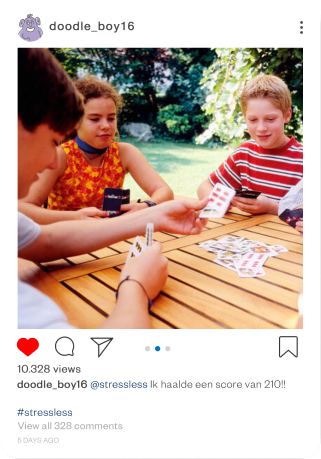 doodle_boy16
10.328 views
doodle_boy16 @stressless Ik haalde een score van 210!!
#stressless
View all 328 comments
5 DAYS AGO